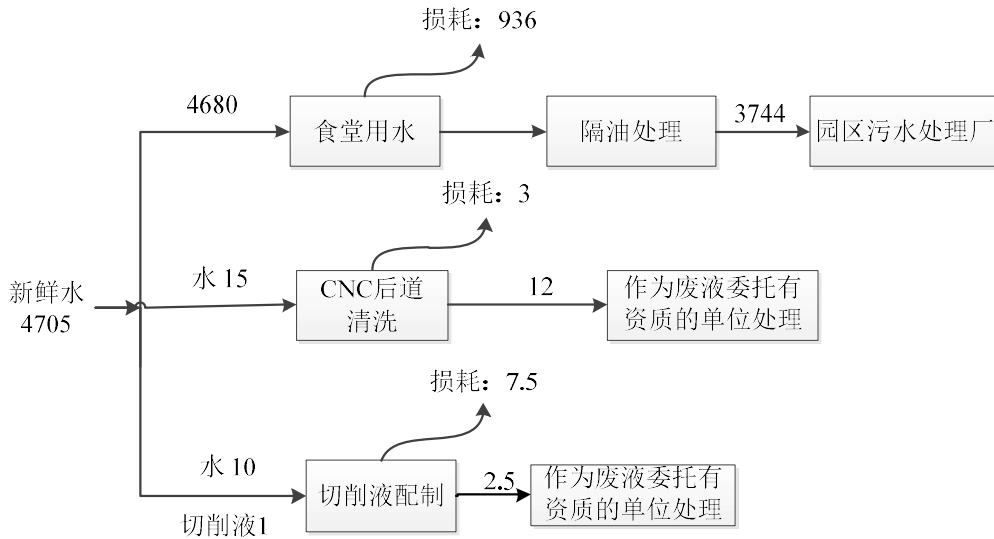 损耗：936
4680
食堂用水
隔油处理
3744
园区污水处理厂
损耗：3
新鲜水
4705
水 15
CNC后道
清洗
12
作为废液委托有
资质的单位处理
损耗：7.5
水 10
切削液1
切削液配制
2.5
作为废液委托有
资质的单位处理